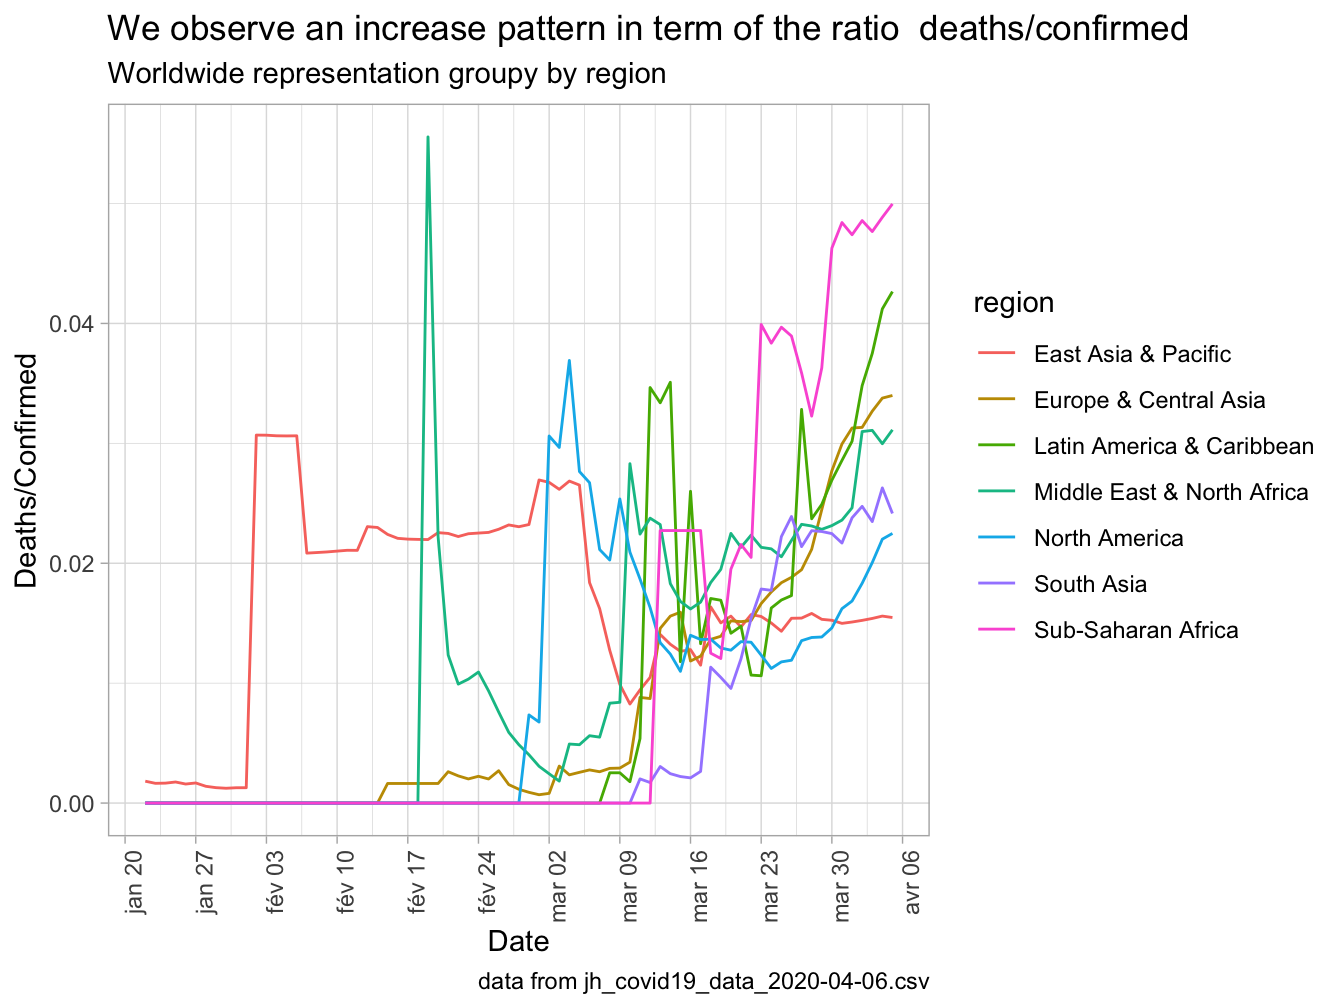 We observe an increase pattern in term of the ratio  deaths/confirmed
Worldwide representation groupy by region
Deaths/Confirmed
0.04
0.02
0.00
jan 20
jan 27
fév 03
fév 10
fév 17
fév 24
mar 02
mar 09
mar 16
mar 23
mar 30
avr 06
Date
region
East Asia & Pacific
Europe & Central Asia
Latin America & Caribbean
Middle East & North Africa
North America
South Asia
Sub-Saharan Africa
data from jh_covid19_data_2020-04-06.csv